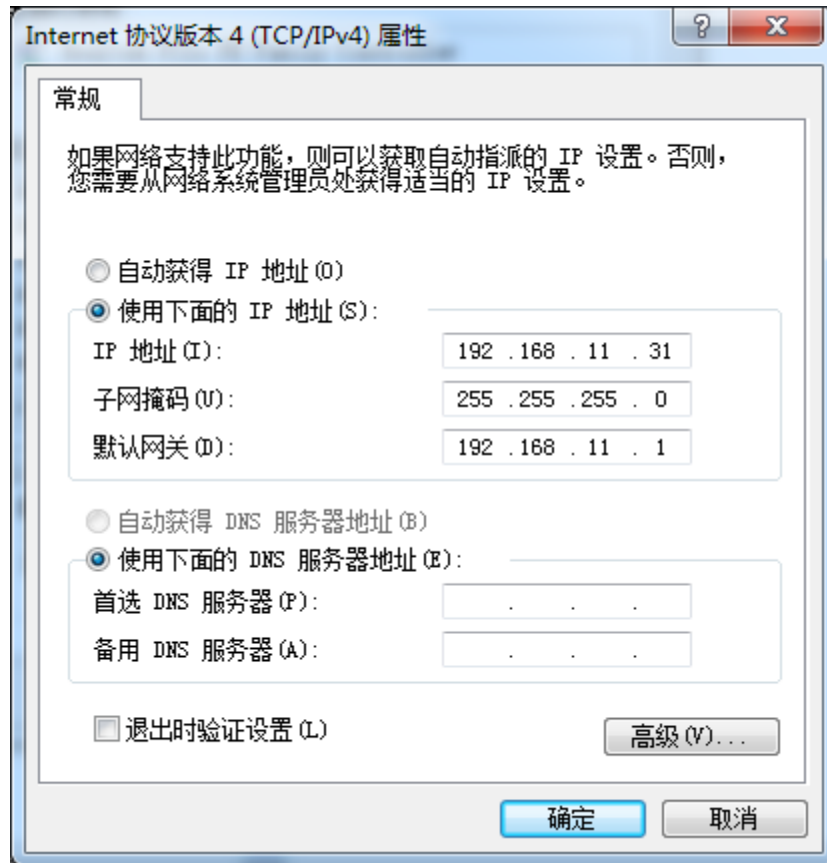 Internet 协议版本 4 (TCP/IPv4) 属性
常规
如果网络支持此功能，则可以获取自动指派的 IP 设置。否则，
您需要从网络系统管理员处获得适当的 IP 设置。
自动获得 IP 地址(O)
使用下面的 IP 地址(S):
IP 地址(I): 192 .168 . 11 . 31
子网掩码(U): 255 .255 .255 . 0
默认网关(D): 192 .168 . 11 . 1
自动获得 DNS 服务器地址(B)
使用下面的 DNS 服务器地址(E):
首选 DNS 服务器(P): . . .
备用 DNS 服务器(A): . . .
退出时验证设置(L)
高级(V)...
确定 取消